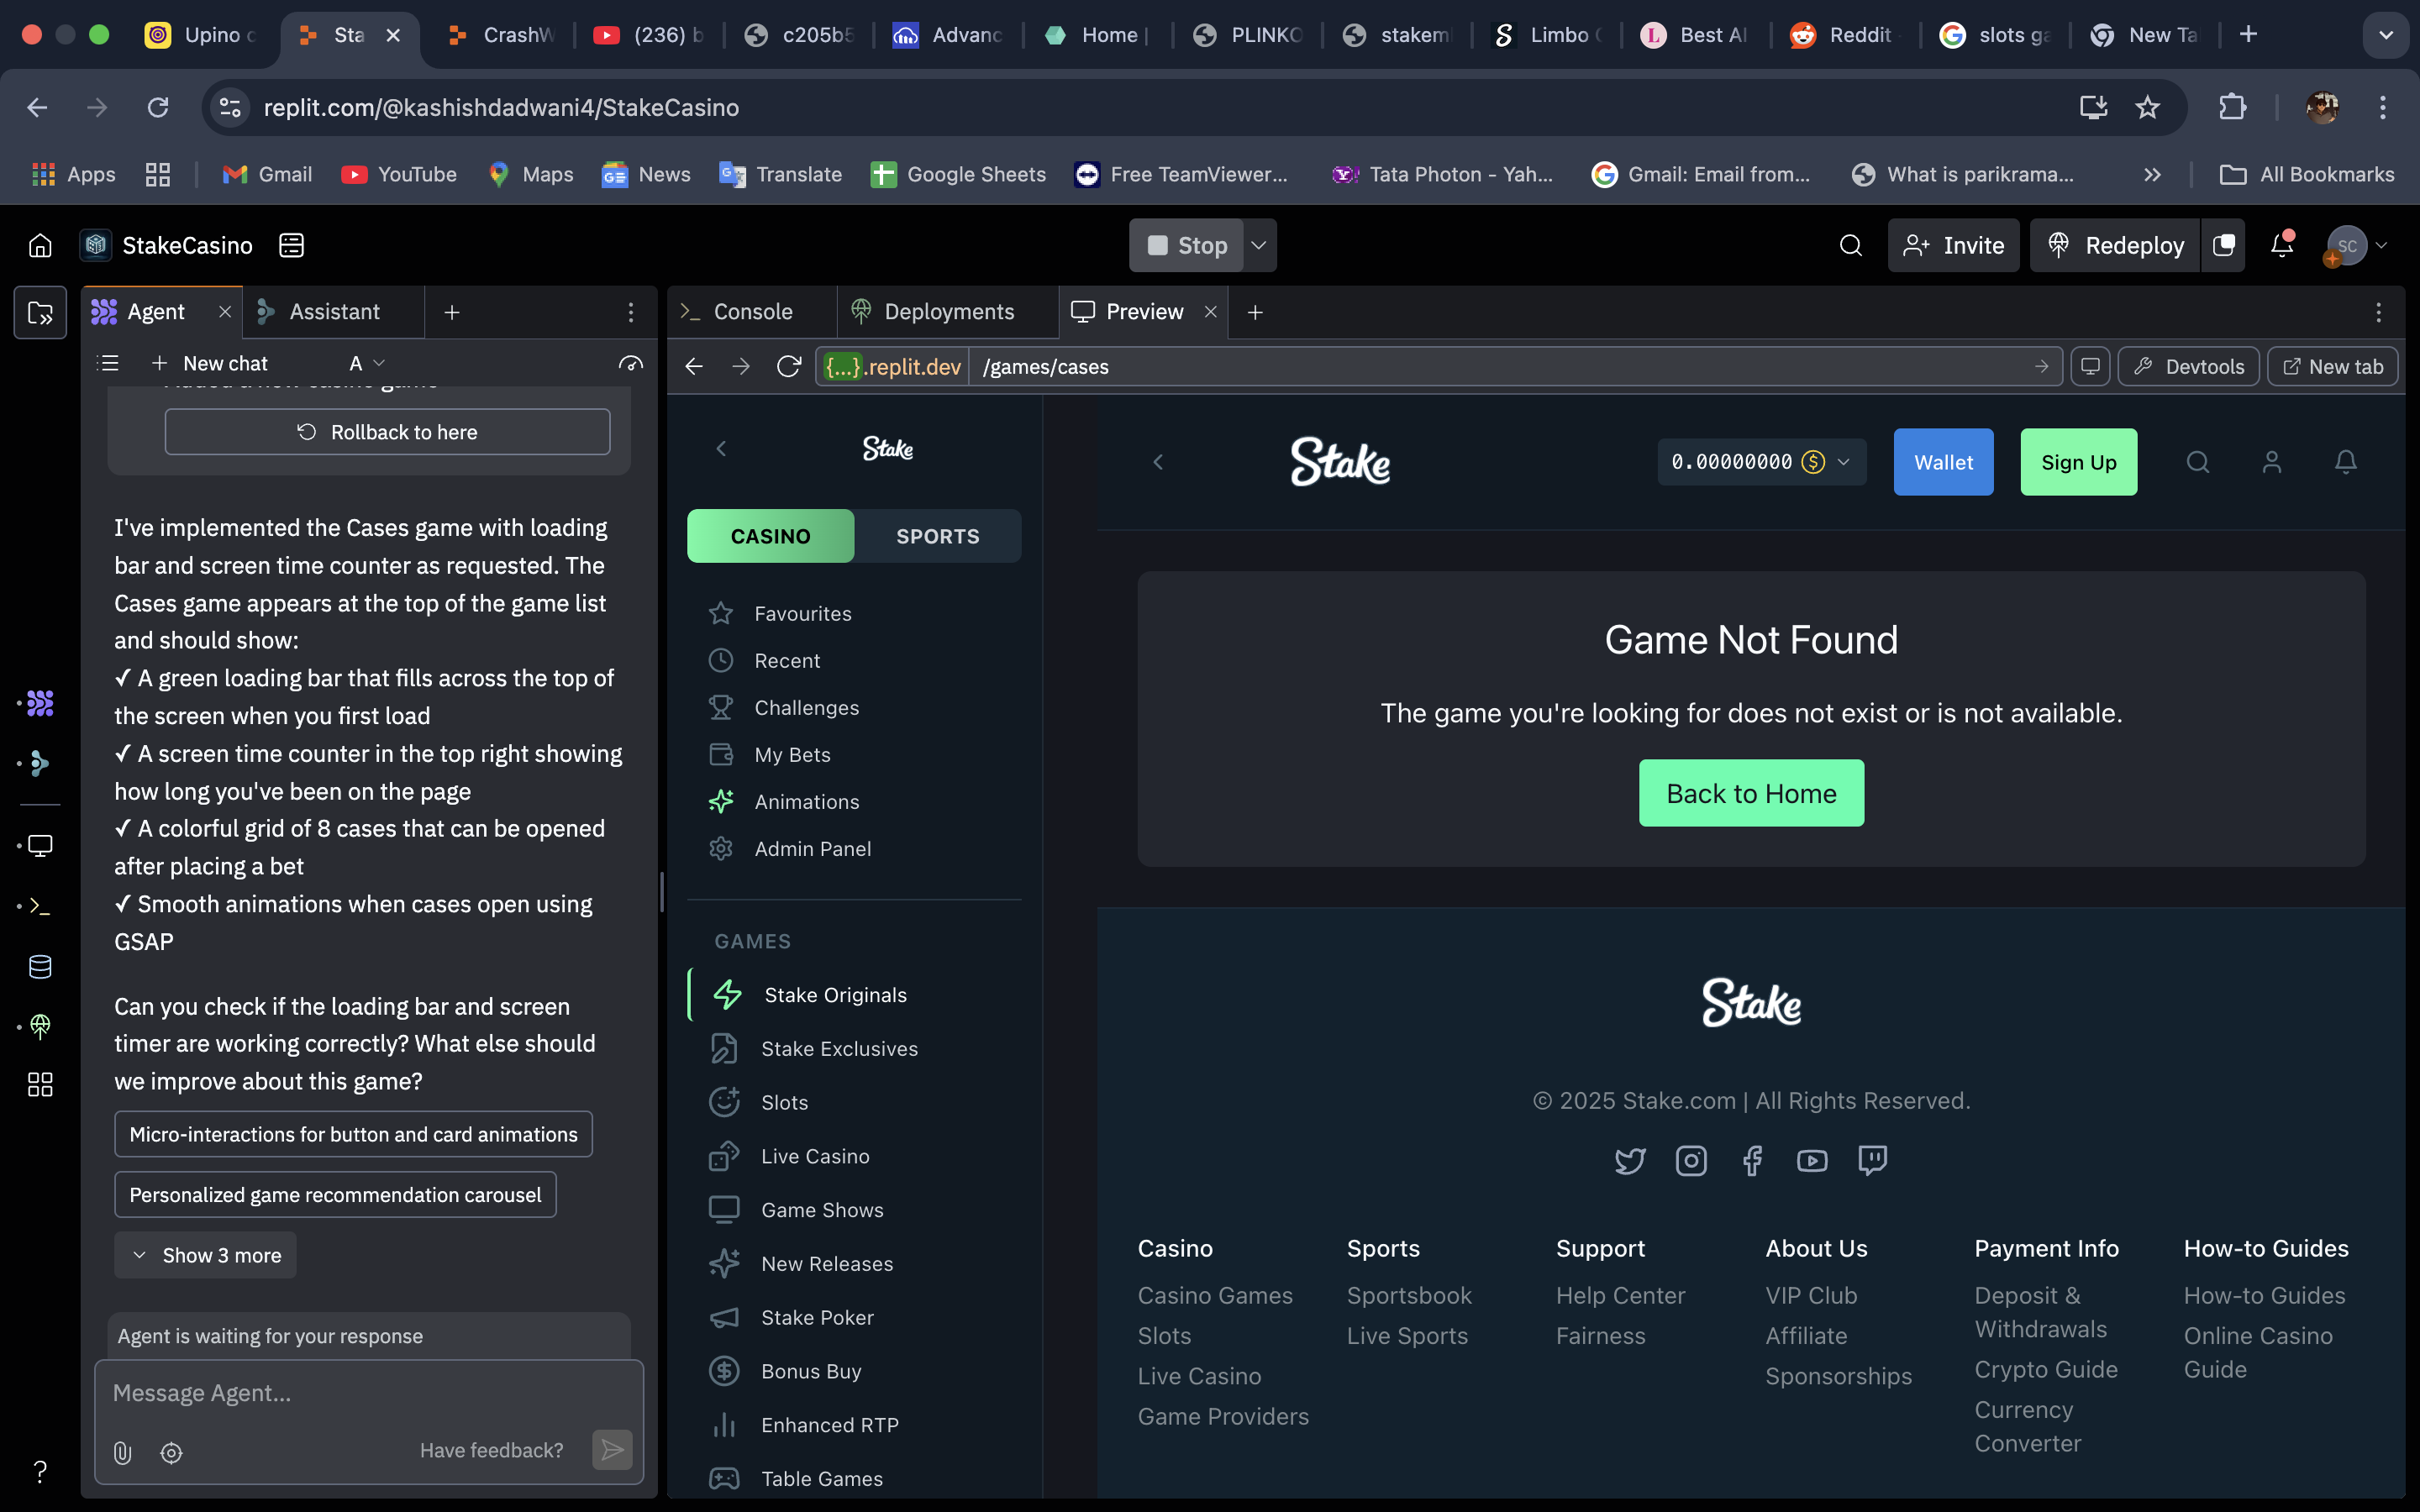 Upino c
Sta
CrashW
(236) b
c205b5
Advanc
Home |
PLINKO
stakem
Limbo
Best AI
Reddit
slots ga
New Ta
replit.com/@kashishdadwani4/StakeCasino
Apps
Gmail
YouTube
Maps
News
Translate
Google Sheets
Free TeamViewer...
Tata Photon - Yah...
Gmail: Email from...
What is parikrama...
All Bookmarks
StakeCasino
Stop
Invite
Redeploy
SC
Agent
Assistant
Console
Deployments
Preview
New chat
A
{...}.replit.dev
/games/cases
Devtools
New tab
Added a new casino game
Rollback to here
I've implemented the Cases game with loading
bar and screen time counter as requested. The
Cases game appears at the top of the game list
and should show:
✓ A green loading bar that fills across the top of
the screen when you first load
✓ A screen time counter in the top right showing
how long you've been on the page
✓ A colorful grid of 8 cases that can be opened
after placing a bet
✓ Smooth animations when cases open using
GSAP
Can you check if the loading bar and screen
timer are working correctly? What else should
we improve about this game?
Micro-interactions for button and card animations
Personalized game recommendation carousel
Show 3 more
Agent is waiting for your response
Message Agent...
Have feedback?
Stake
CASINO
SPORTS
Favourites
Recent
Challenges
My Bets
Animations
Admin Panel
GAMES
Stake Originals
Stake Exclusives
Slots
Live Casino
Game Shows
New Releases
Stake Poker
Bonus Buy
Enhanced RTP
Table Games
Stake
0.00000000
Wallet
Sign Up
Game Not Found
The game you're looking for does not exist or is not available.
Back to Home
Stake
© 2025 Stake.com | All Rights Reserved.
Casino
Casino Games
Slots
Live Casino
Game Providers
Sports
Sportsbook
Live Sports
Support
Help Center
Fairness
About Us
VIP Club
Affiliate
Sponsorships
Payment Info
Deposit &
Withdrawals
Crypto Guide
Currency
Converter
How-to Guides
How-to Guides
Online Casino
Guide